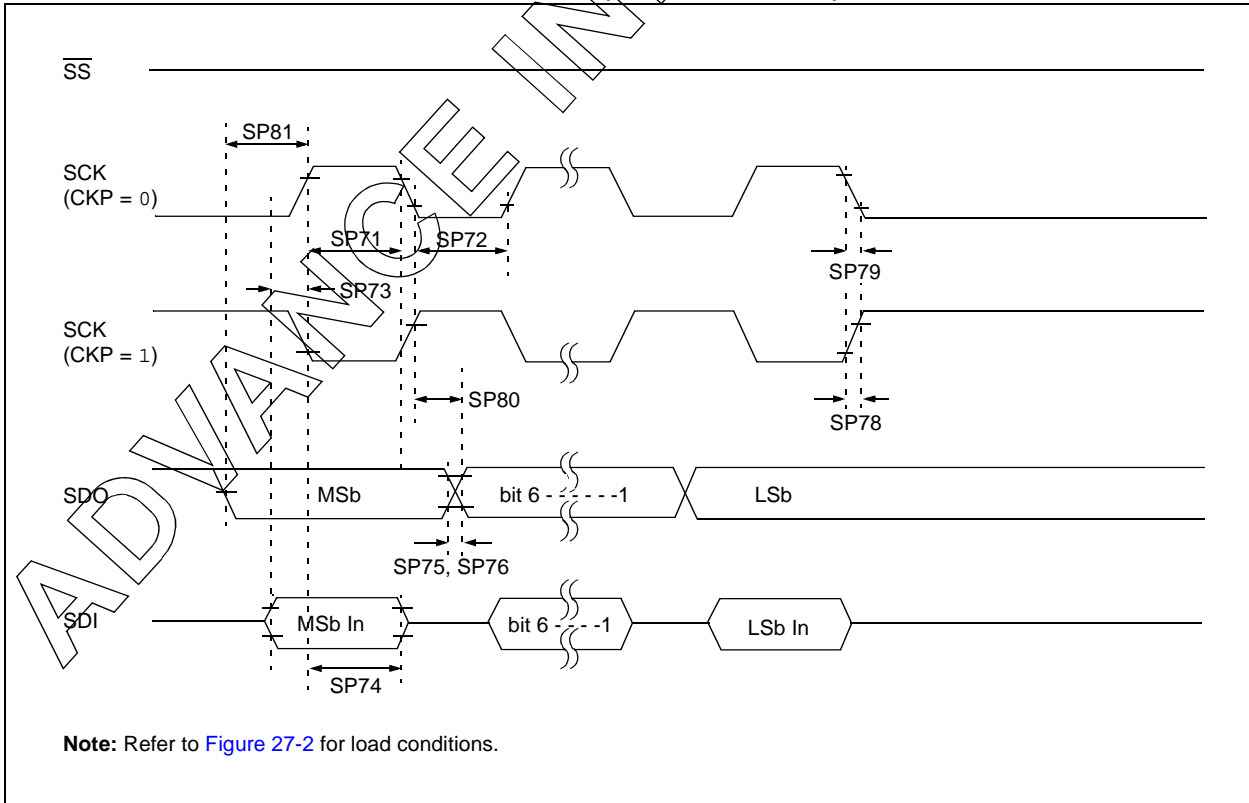 SS
SP81
SCK
(CKP = 0)
SP71
SP72
SP79
SP73
SCK
(CKP = 1)
SP80
SP78
SDO
MSb
bit 6 - - - - - -1
LSb
SP75, SP76
SDI
MSb In
bit 6 - - - -1
LSb In
SP74
Note: Refer to Figure 27-2 for load conditions.
ADVANCE IN